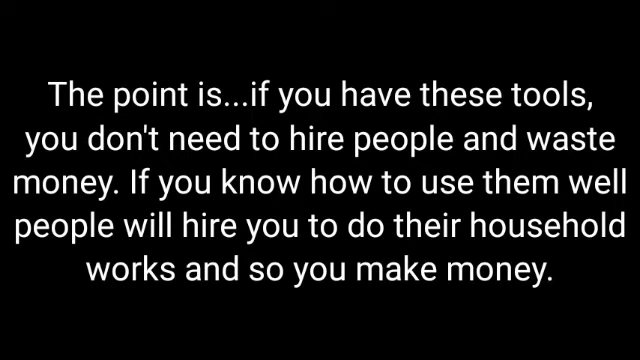 The point is...if you have these tools,
you don't need to hire people and waste
money. If you know how to use them well
people will hire you to do their household
works and so you make money.